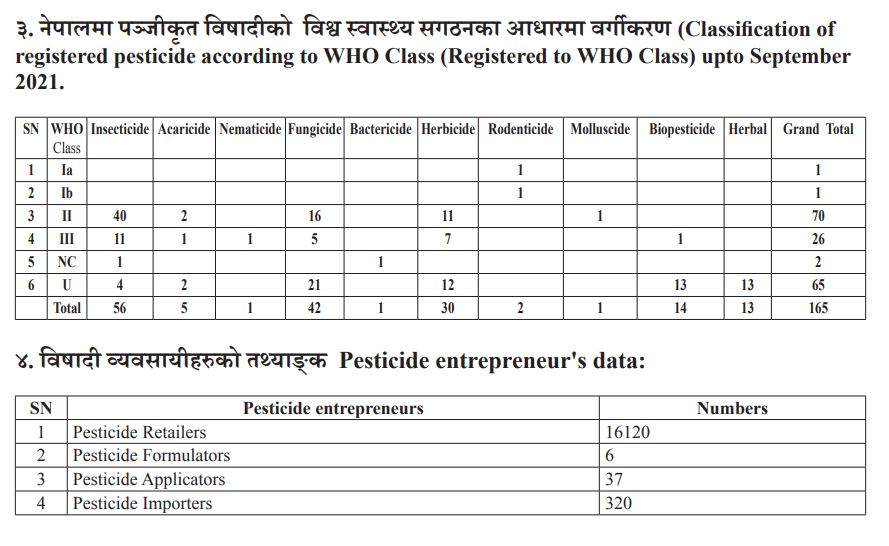 ३. नेपालमा पञ्जीकृत विषादीको विश्व स्वास्थ्य सगठनका आधारमा वर्गीकरण (Classification of
registered pesticide according to WHO Class (Registered to WHO Class) upto September
2021.
SN WHO Class Insecticide Acaricide Nematicide Fungicide Bactericide Herbicide Rodenticide Molluscide Biopesticide Herbal Grand Total
1 Ia 1 1
2 Ib 1 1
3 II 40 2 16 11 1 70
4 III 11 1 1 5 7 1 26
5 NC 1 1 2
6 U 4 2 21 12 13 13 65
Total 56 5 1 42 1 30 2 1 14 13 165
४. विषादी व्यवसायीहरुको तथ्याङ्क Pesticide entrepreneur's data:
SN Pesticide entrepreneurs Numbers
1 Pesticide Retailers 16120
2 Pesticide Formulators 6
3 Pesticide Applicators 37
4 Pesticide Importers 320